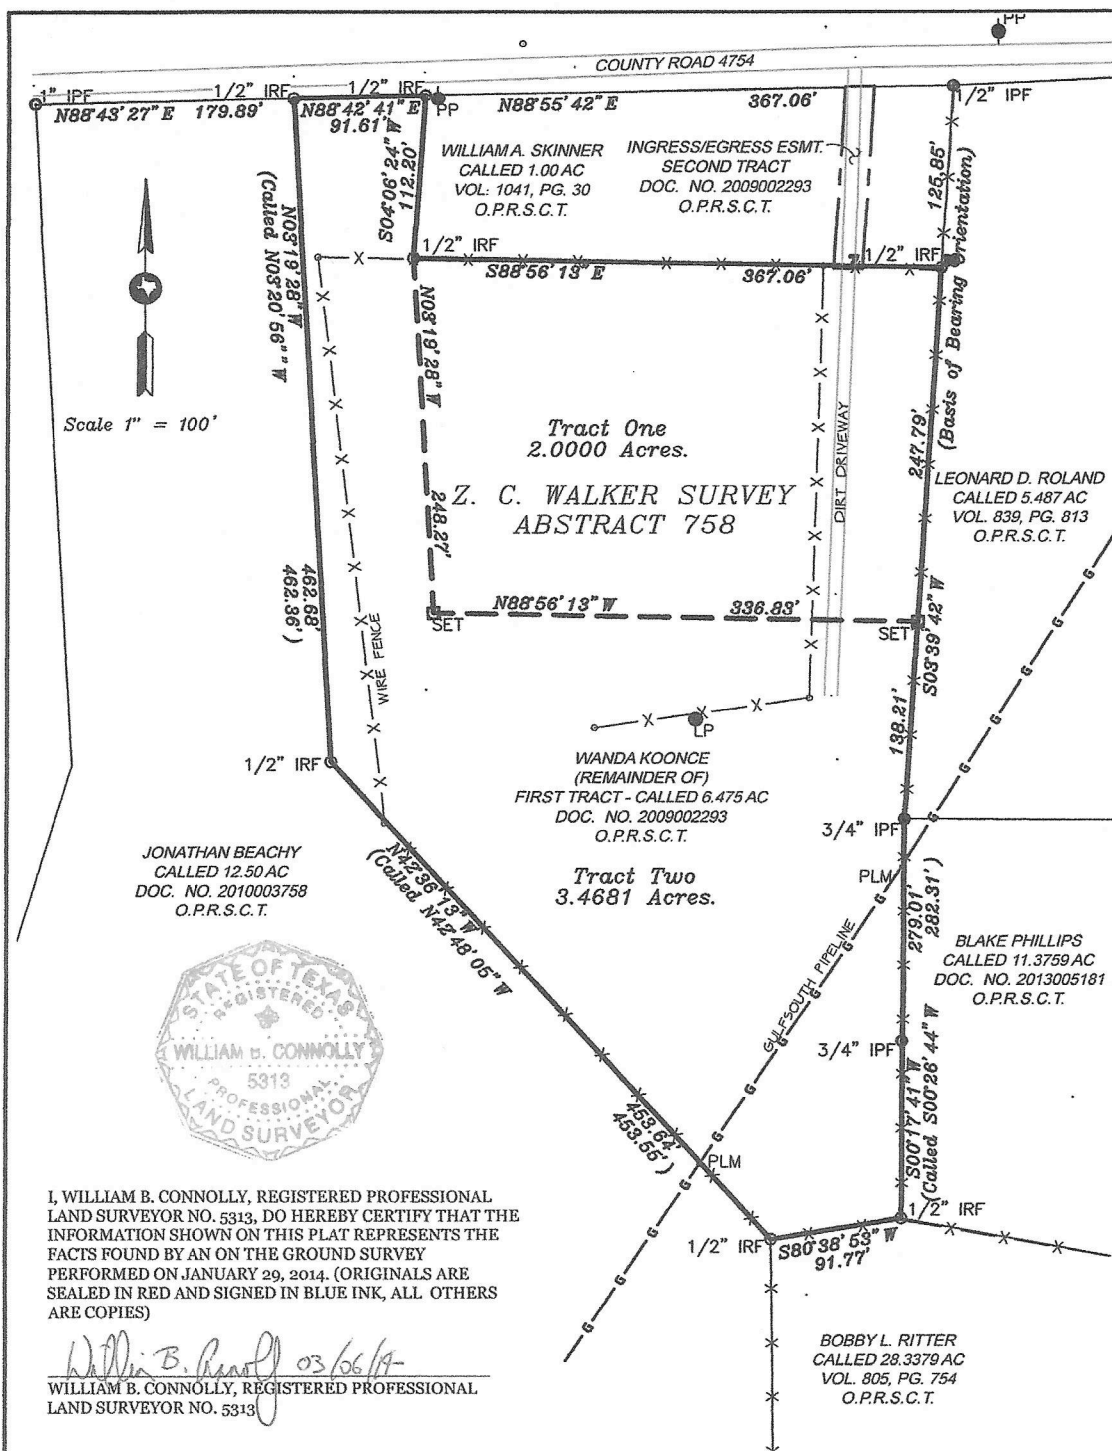 PP
COUNTY ROAD 4754
1" IPF
1/2" IRF
1/2" IRF
PP
1/2" IPF
N88°43'27"E 179.89'
N88°42'41"E
91.61'
N88°55'42"E 367.06'
S04°06'24"W
112.20'
WILLIAM A. SKINNER
CALLED 1.00 AC
VOL: 1041, PG. 30
O.P.R.S.C.T.
INGRESS/EGRESS ESMT.
SECOND TRACT
DOC. NO. 2009002293
O.P.R.S.C.T.
125.85'
(Basis of Bearing Orientation)
1/2" IRF
1/2" IRF
S88°56'13"E 367.06'
N03°19'28"W
(Called N03°20'56""W
462.68'
462.36')
Scale 1" = 100'
N03°19'28"W
248.27'
Tract One
2.0000 Acres.
Z. C. WALKER SURVEY
ABSTRACT 758
DIRT DRIVEWAY
247.79'
LEONARD D. ROLAND
CALLED 5.487 AC
VOL. 839, PG. 813
O.P.R.S.C.T.
WIRE FENCE
SET
N88°56'13"W 336.83'
SET
S03°39'42"W
138.21'
LP
1/2" IRF
WANDA KOONCE
(REMAINDER OF)
FIRST TRACT - CALLED 6.475 AC
DOC. NO. 2009002293
O.P.R.S.C.T.
3/4" IPF
JONATHAN BEACHY
CALLED 12.50 AC
DOC. NO. 2010003758
O.P.R.S.C.T.
N42°36'13"W
(Called N42°48'05"W
453.64'
453.55')
Tract Two
3.4681 Acres.
PLM
279.01'
282.31')
GULFSOUTH PIPELINE
BLAKE PHILLIPS
CALLED 11.3759 AC
DOC. NO. 2013005181
O.P.R.S.C.T.
3/4" IPF
S00°17'41"W
(Called S00°26'44"W
STATE OF TEXAS
REGISTERED
WILLIAM B. CONNOLLY
5313
PROFESSIONAL
LAND SURVEYOR
PLM
1/2" IRF
1/2" IRF
S80°38'53"W
91.77'
I, WILLIAM B. CONNOLLY, REGISTERED PROFESSIONAL
LAND SURVEYOR NO. 5313, DO HEREBY CERTIFY THAT THE
INFORMATION SHOWN ON THIS PLAT REPRESENTS THE
FACTS FOUND BY AN ON THE GROUND SURVEY
PERFORMED ON JANUARY 29, 2014. (ORIGINALS ARE
SEALED IN RED AND SIGNED IN BLUE INK, ALL OTHERS
ARE COPIES)
William B.
WILLIAM B. CONNOLLY, REGISTERED PROFESSIONAL
LAND SURVEYOR NO. 5313
BOBBY L. RITTER
CALLED 28.3379 AC
VOL. 805, PG. 754
O.P.R.S.C.T.
X X X X X X X X
G G G G G G G G